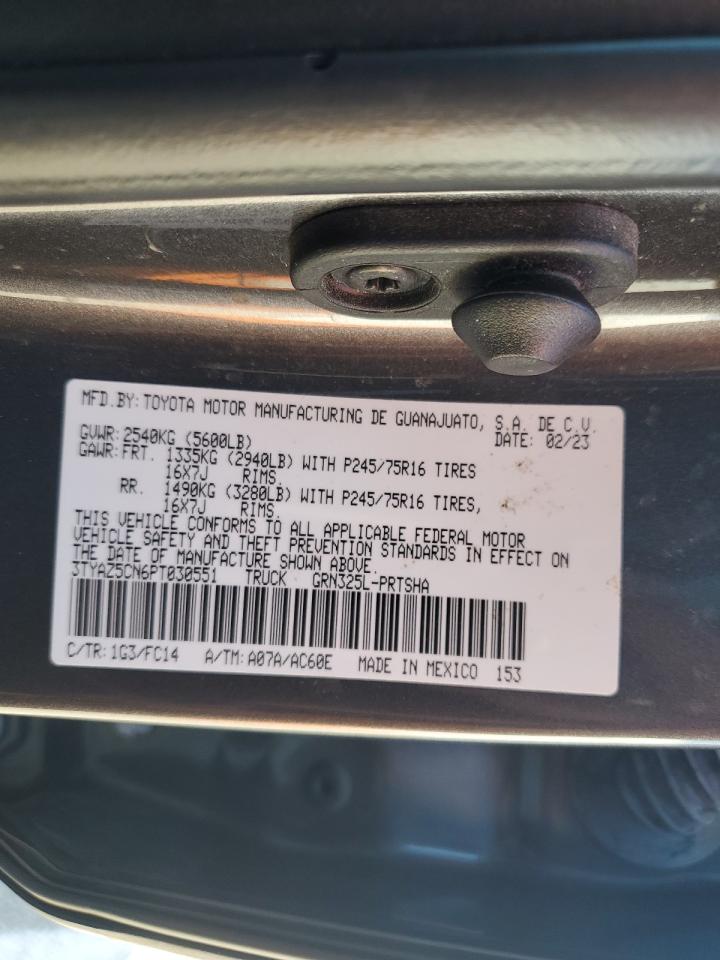 MFD.BY:TOYOTA MOTOR MANUFACTURING DE GUANAJUATO, S.A. DE C.V.
GVWR:2540KG (5600LB) DATE: 02/23
GAWR:FRT. 1335KG (2940LB) WITH P245/75R16 TIRES
16X7J RIMS.
RR. 1490KG (3280LB) WITH P245/75R16 TIRES,
16X7J RIMS.
THIS VEHICLE CONFORMS TO ALL APPLICABLE FEDERAL MOTOR
VEHICLE SAFETY AND THEFT PREVENTION STANDARDS IN EFFECT ON
THE DATE OF MANUFACTURE SHOWN ABOVE.
3TYAZ5CN6PT030551 TRUCK GRN325L-PRTSHA
C/TR:1G3/FC14 A/TM:A07A/AC60E MADE IN MEXICO 153